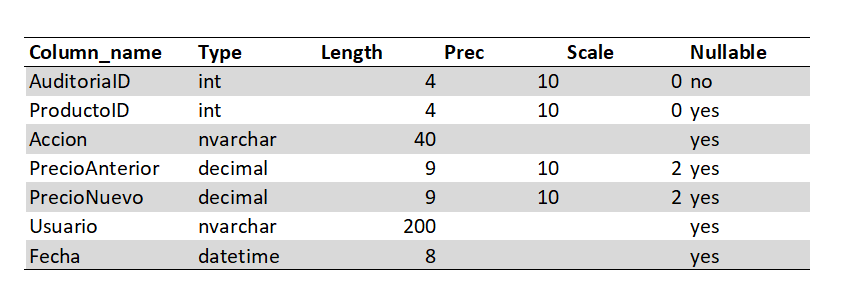 Column_name Type Length Prec Scale Nullable
AuditoriaID int 4 10 0 no
ProductoID int 4 10 0 yes
Accion nvarchar 40 yes
PrecioAnterior decimal 9 10 2 yes
PrecioNuevo decimal 9 10 2 yes
Usuario nvarchar 200 yes
Fecha datetime 8 yes